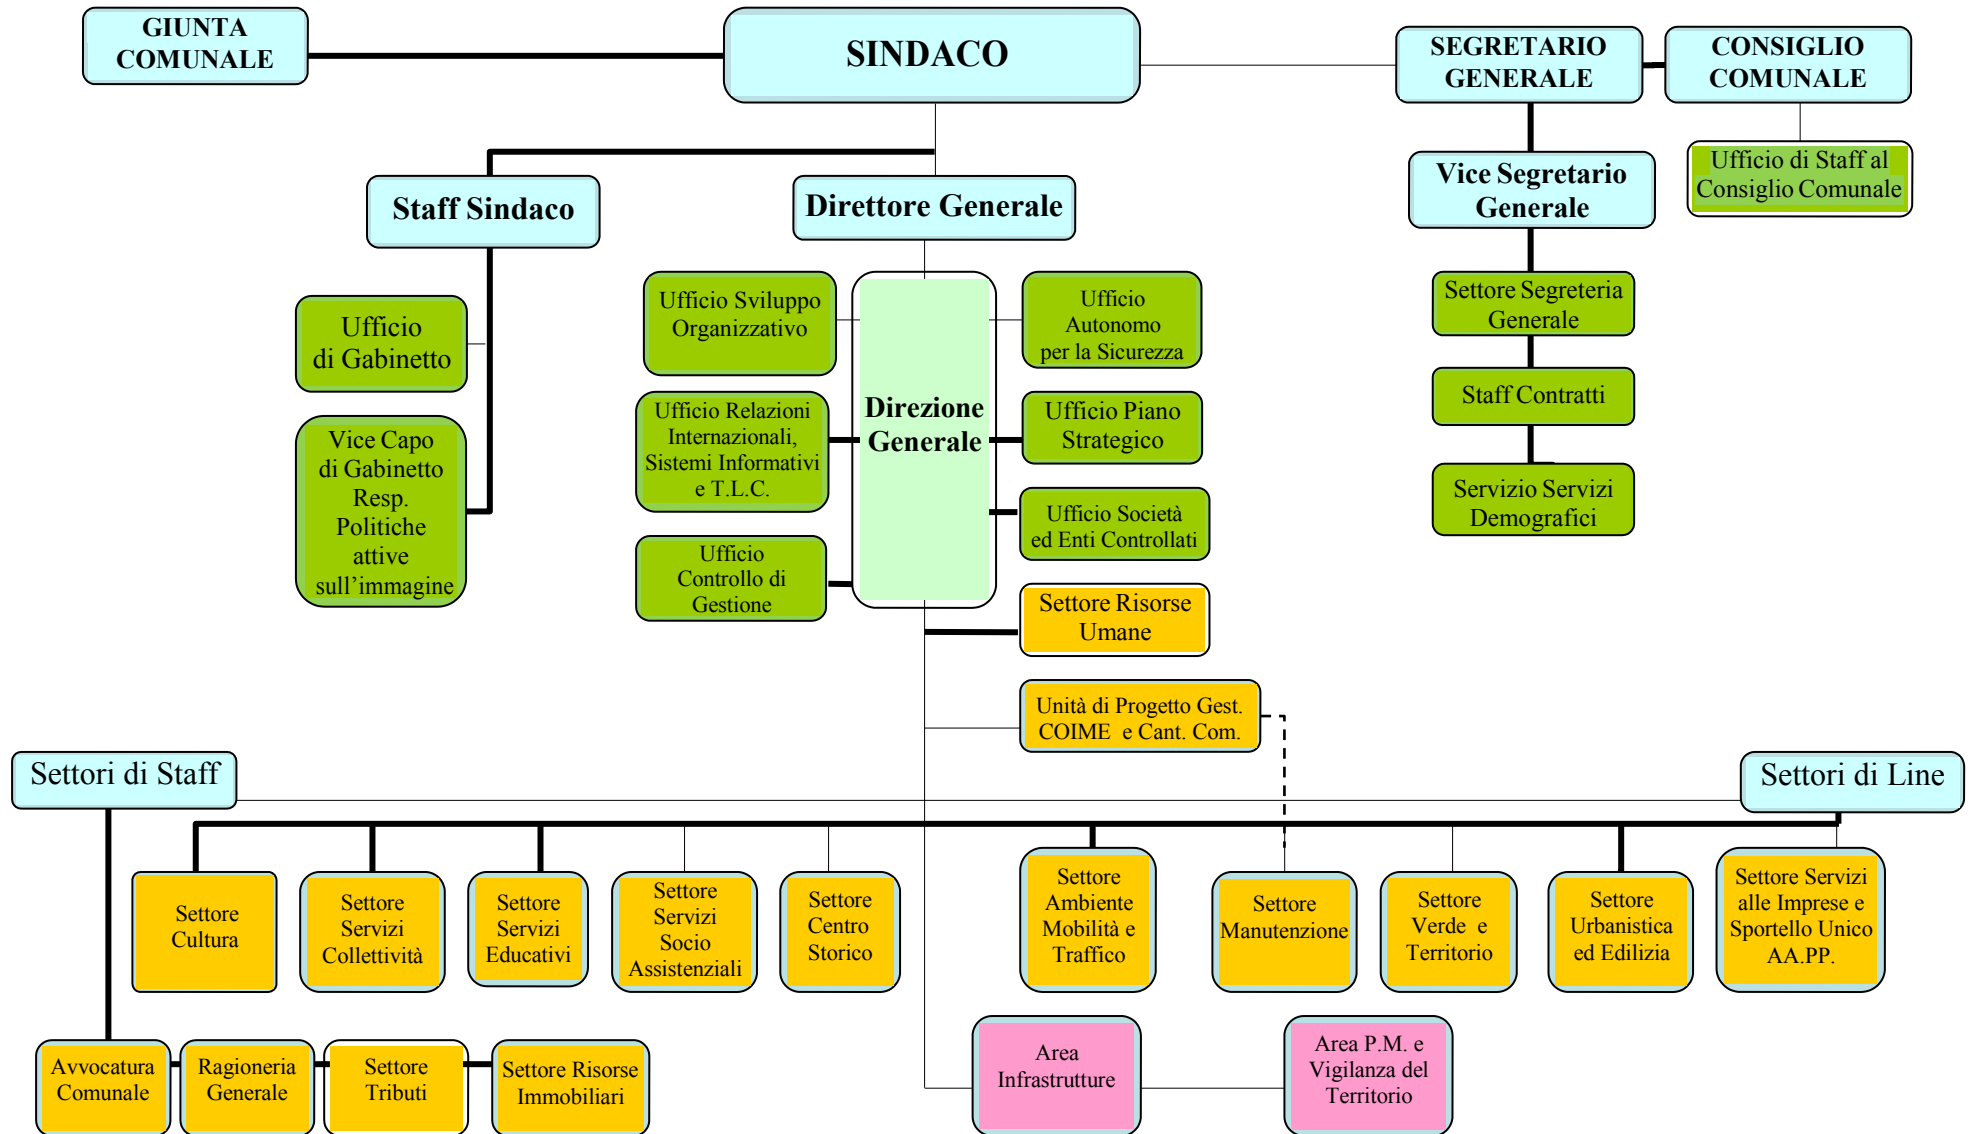 GIUNTA
COMUNALE
SINDACO
SEGRETARIO
GENERALE
CONSIGLIO
COMUNALE
Staff Sindaco
Direttore Generale
Vice Segretario
Generale
Ufficio di Staff al
Consiglio Comunale
Ufficio
di Gabinetto
Vice Capo
di Gabinetto
Resp.
Politiche
attive
sull’immagine
Ufficio Sviluppo
Organizzativo
Ufficio Relazioni
Internazionali,
Sistemi Informativi
e T.L.C.
Ufficio
Controllo di
Gestione
Direzione
Generale
Ufficio
Autonomo
per la Sicurezza
Ufficio Piano
Strategico
Ufficio Società
ed Enti Controllati
Settore Risorse
Umane
Unità di Progetto Gest.
COIME e Cant. Com.
Settore Segreteria
Generale
Staff Contratti
Servizio Servizi
Demografici
Settori di Staff
Settori di Line
Settore
Cultura
Settore
Servizi
Collettività
Settore
Servizi
Educativi
Settore
Servizi
Socio
Assistenziali
Settore
Centro
Storico
Settore
Ambiente
Mobilità e
Traffico
Settore
Manutenzione
Settore
Verde e
Territorio
Settore
Urbanistica
ed Edilizia
Settore Servizi
alle Imprese e
Sportello Unico
AA.PP.
Avvocatura
Comunale
Ragioneria
Generale
Settore
Tributi
Settore Risorse
Immobiliari
Area
Infrastrutture
Area P.M. e
Vigilanza del
Territorio